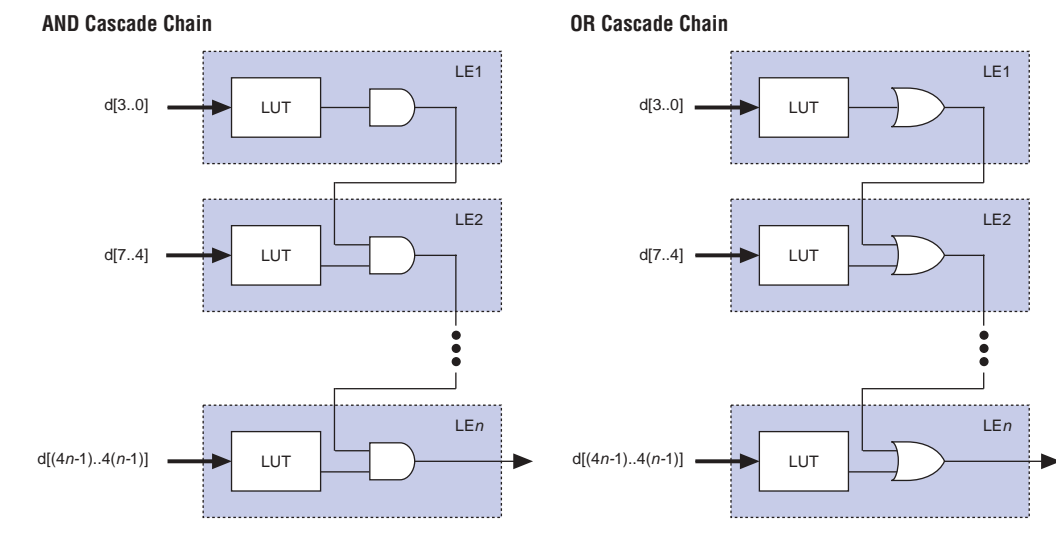 AND Cascade Chain
LE1
d[3..0]
LUT
LE2
d[7..4]
LUT
LEn
d[(4n-1)..4(n-1)]
LUT
OR Cascade Chain
LE1
d[3..0]
LUT
LE2
d[7..4]
LUT
LEn
d[(4n-1)..4(n-1)]
LUT